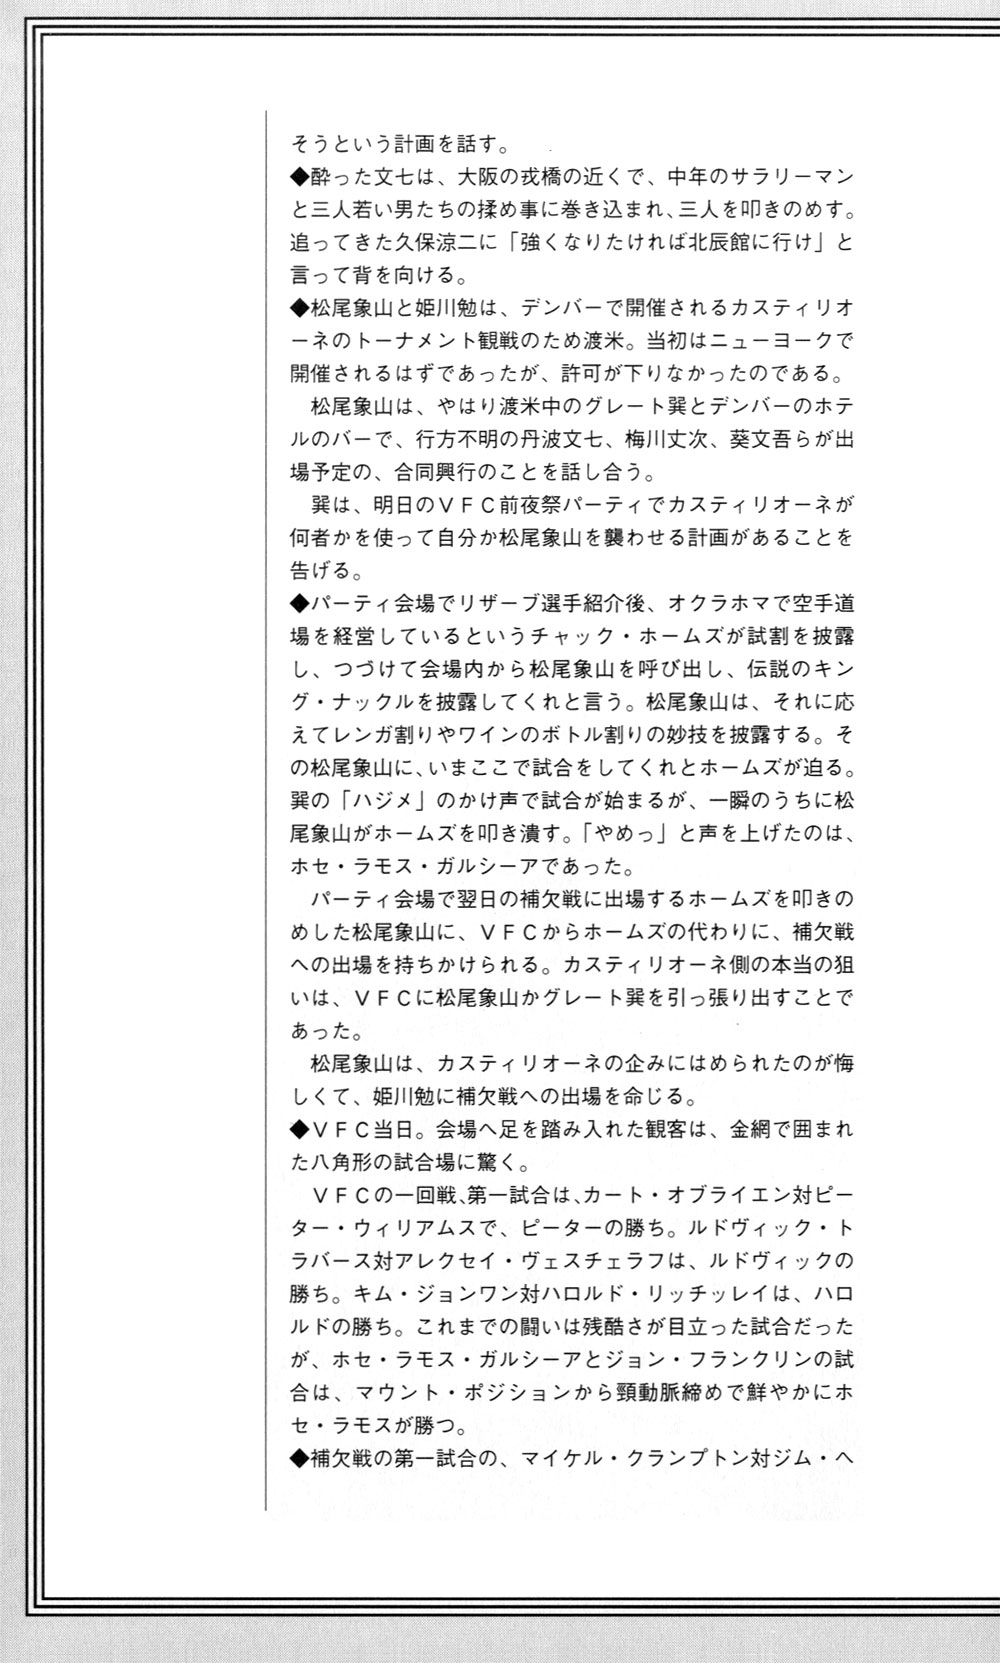 そうという計画を話す。
◆酔った文七は、大阪の戎橋の近くで、中年のサラリーマン
と三人若い男たちの揉め事に巻き込まれ、三人を叩きのめす。
追ってきた久保涼二に「強くなりたければ北辰館に行け」と
言って背を向ける。
◆松尾象山と姫川勉は、デンバーで開催されるカスティリオ
ーネのトーナメント観戦のため渡米。当初はニューヨークで
開催されるはずであったが、許可が下りなかったのである。
　松尾象山は、やはり渡米中のグレート巽とデンバーのホテ
ルのバーで、行方不明の丹波文七、梅川丈次、葵文吾らが出
場予定の、合同興行のことを話し合う。
　巽は、明日のＶＦＣ前夜祭パーティでカスティリオーネが
何者かを使って自分か松尾象山を襲わせる計画があることを
告げる。
◆パーティ会場でリザーブ選手紹介後、オクラホマで空手道
場を経営しているというチャック・ホームズが試割を披露
し、つづけて会場内から松尾象山を呼び出し、伝説のキン
グ・ナックルを披露してくれと言う。松尾象山は、それに応
えてレンガ割りやワインのボトル割りの妙技を披露する。そ
の松尾象山に、いまここで試合をしてくれとホームズが迫る。
巽の「ハジメ」のかけ声で試合が始まるが、一瞬のうちに松
尾象山がホームズを叩き潰す。「やめっ」と声を上げたのは、
ホセ・ラモス・ガルシーアであった。
　パーティ会場で翌日の補欠戦に出場するホームズを叩きの
めした松尾象山に、ＶＦＣからホームズの代わりに、補欠戦
への出場を持ちかけられる。カスティリオーネ側の本当の狙
いは、ＶＦＣに松尾象山かグレート巽を引っ張り出すことで
あった。
　松尾象山は、カスティリオーネの企みにはめられたのが悔
しくて、姫川勉に補欠戦への出場を命じる。
◆ＶＦＣ当日。会場へ足を踏み入れた観客は、金網で囲まれ
た八角形の試合場に驚く。
　ＶＦＣの一回戦、第一試合は、カート・オブライエン対ピー
ター・ウィリアムスで、ピーターの勝ち。ルドヴィック・ト
ラバース対アレクセイ・ヴェスチェラフは、ルドヴィックの
勝ち。キム・ジョンワン対ハロルド・リッチッレイは、ハロ
ルドの勝ち。これまでの闘いは残酷さが目立った試合だった
が、ホセ・ラモス・ガルシーアとジョン・フランクリンの試
合は、マウント・ポジションから頸動脈締めで鮮やかにホ
セ・ラモスが勝つ。
◆補欠戦の第一試合の、マイケル・クランプトン対ジム・ヘ